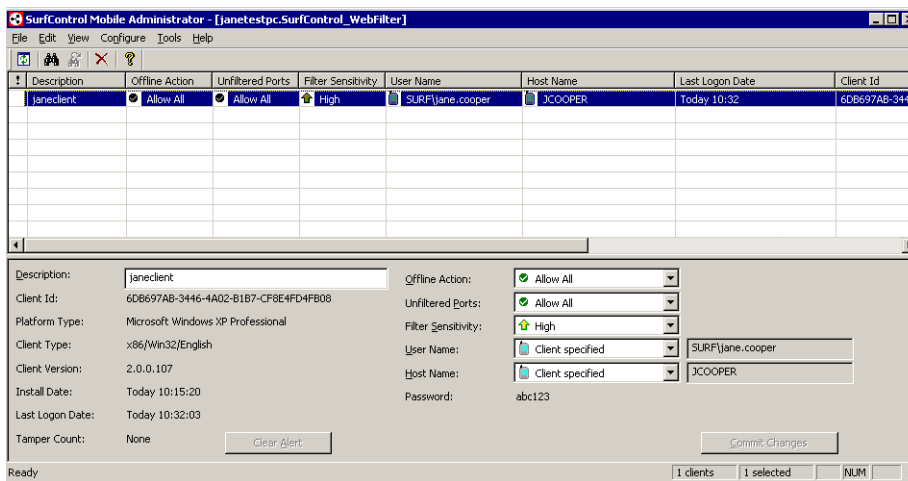 SurfControl Mobile Administrator - [janetestpc.SurfControl_WebFilter]
File Edit View Configure Tools Help
! Description Offline Action Unfiltered Ports Filter Sensitivity User Name Host Name Last Logon Date Client Id
janeclient Allow All Allow All High SURF\jane.cooper JCOOPER Today 10:32 6DB697AB-344
Description: janeclient Offline Action: Allow All
Client Id: 6DB697AB-3446-4A02-B1B7-CF8E4FD4FB08 Unfiltered Ports: Allow All
Platform Type: Microsoft Windows XP Professional Filter Sensitivity: High
Client Type: x86/Win32/English User Name: Client specified SURF\jane.cooper
Client Version: 2.0.0.107 Host Name: Client specified JCOOPER
Install Date: Today 10:15:20 Password: abc123
Last Logon Date: Today 10:32:03
Tamper Count: None Clear Alert Commit Changes
Ready 1 clients 1 selected NUM